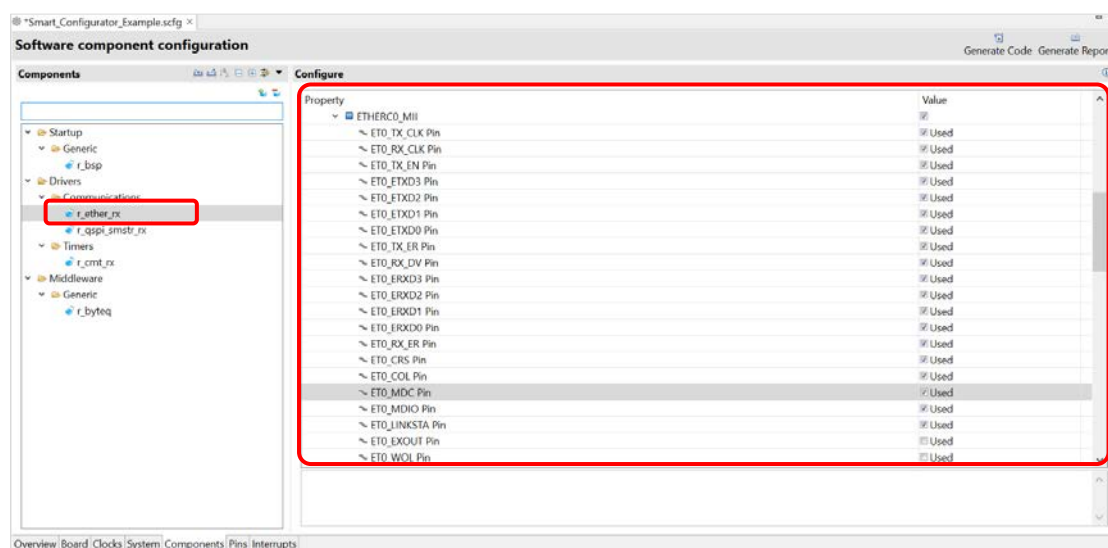 *Smart_Configurator_Example.scfg ×
Software component configuration
Generate Code Generate Repor
Components
Configure
Startup
Generic
r_bsp
Drivers
Communications
r_ether_rx
r_qspi_smstr_rx
Timers
r_cmt_rx
Middleware
Generic
r_byteq
Property Value
ETHERC0_MII
ET0_TX_CLK Pin Used
ET0_RX_CLK Pin Used
ET0_TX_EN Pin Used
ET0_ETXD3 Pin Used
ET0_ETXD2 Pin Used
ET0_ETXD1 Pin Used
ET0_ETXD0 Pin Used
ET0_TX_ER Pin Used
ET0_RX_DV Pin Used
ET0_ERXD3 Pin Used
ET0_ERXD2 Pin Used
ET0_ERXD1 Pin Used
ET0_ERXD0 Pin Used
ET0_RX_ER Pin Used
ET0_CRS Pin Used
ET0_COL Pin Used
ET0_MDC Pin Used
ET0_MDIO Pin Used
ET0_LINKSTA Pin Used
ET0_EXOUT Pin Used
ET0_WOL Pin Used
Overview Board Clocks System Components Pins Interrupts